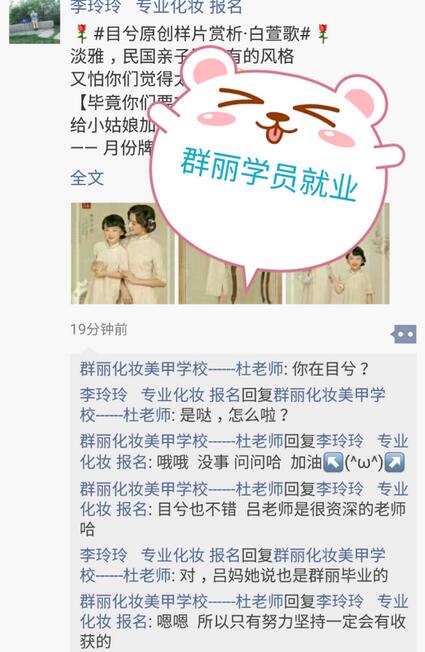 李玲玲 专业化妆 报名
🌹 #目兮原创样片赏析·白萱歌# 🌹
淡雅，民国亲子
有的风格
又怕你们觉得
【毕竟你们要
给小姑娘加
—— 月份牌
群丽学员就业
全文
19分钟前
群丽化妆美甲学校------杜老师: 你在目兮？
李玲玲 专业化妆 报名回复群丽化妆美甲学
校------杜老师: 是哒，怎么啦？
群丽化妆美甲学校------杜老师回复李玲玲 专业
化妆 报名: 哦哦 没事 问问哈 加油↖(^ω^)↗
群丽化妆美甲学校------杜老师回复李玲玲 专业
化妆 报名: 目兮也不错 吕老师是很资深的老师
哈
李玲玲 专业化妆 报名回复群丽化妆美甲学
校------杜老师: 对，吕妈她说也是群丽毕业的
群丽化妆美甲学校------杜老师回复李玲玲 专业
化妆 报名: 嗯嗯 所以只有努力坚持一定会有收
获的